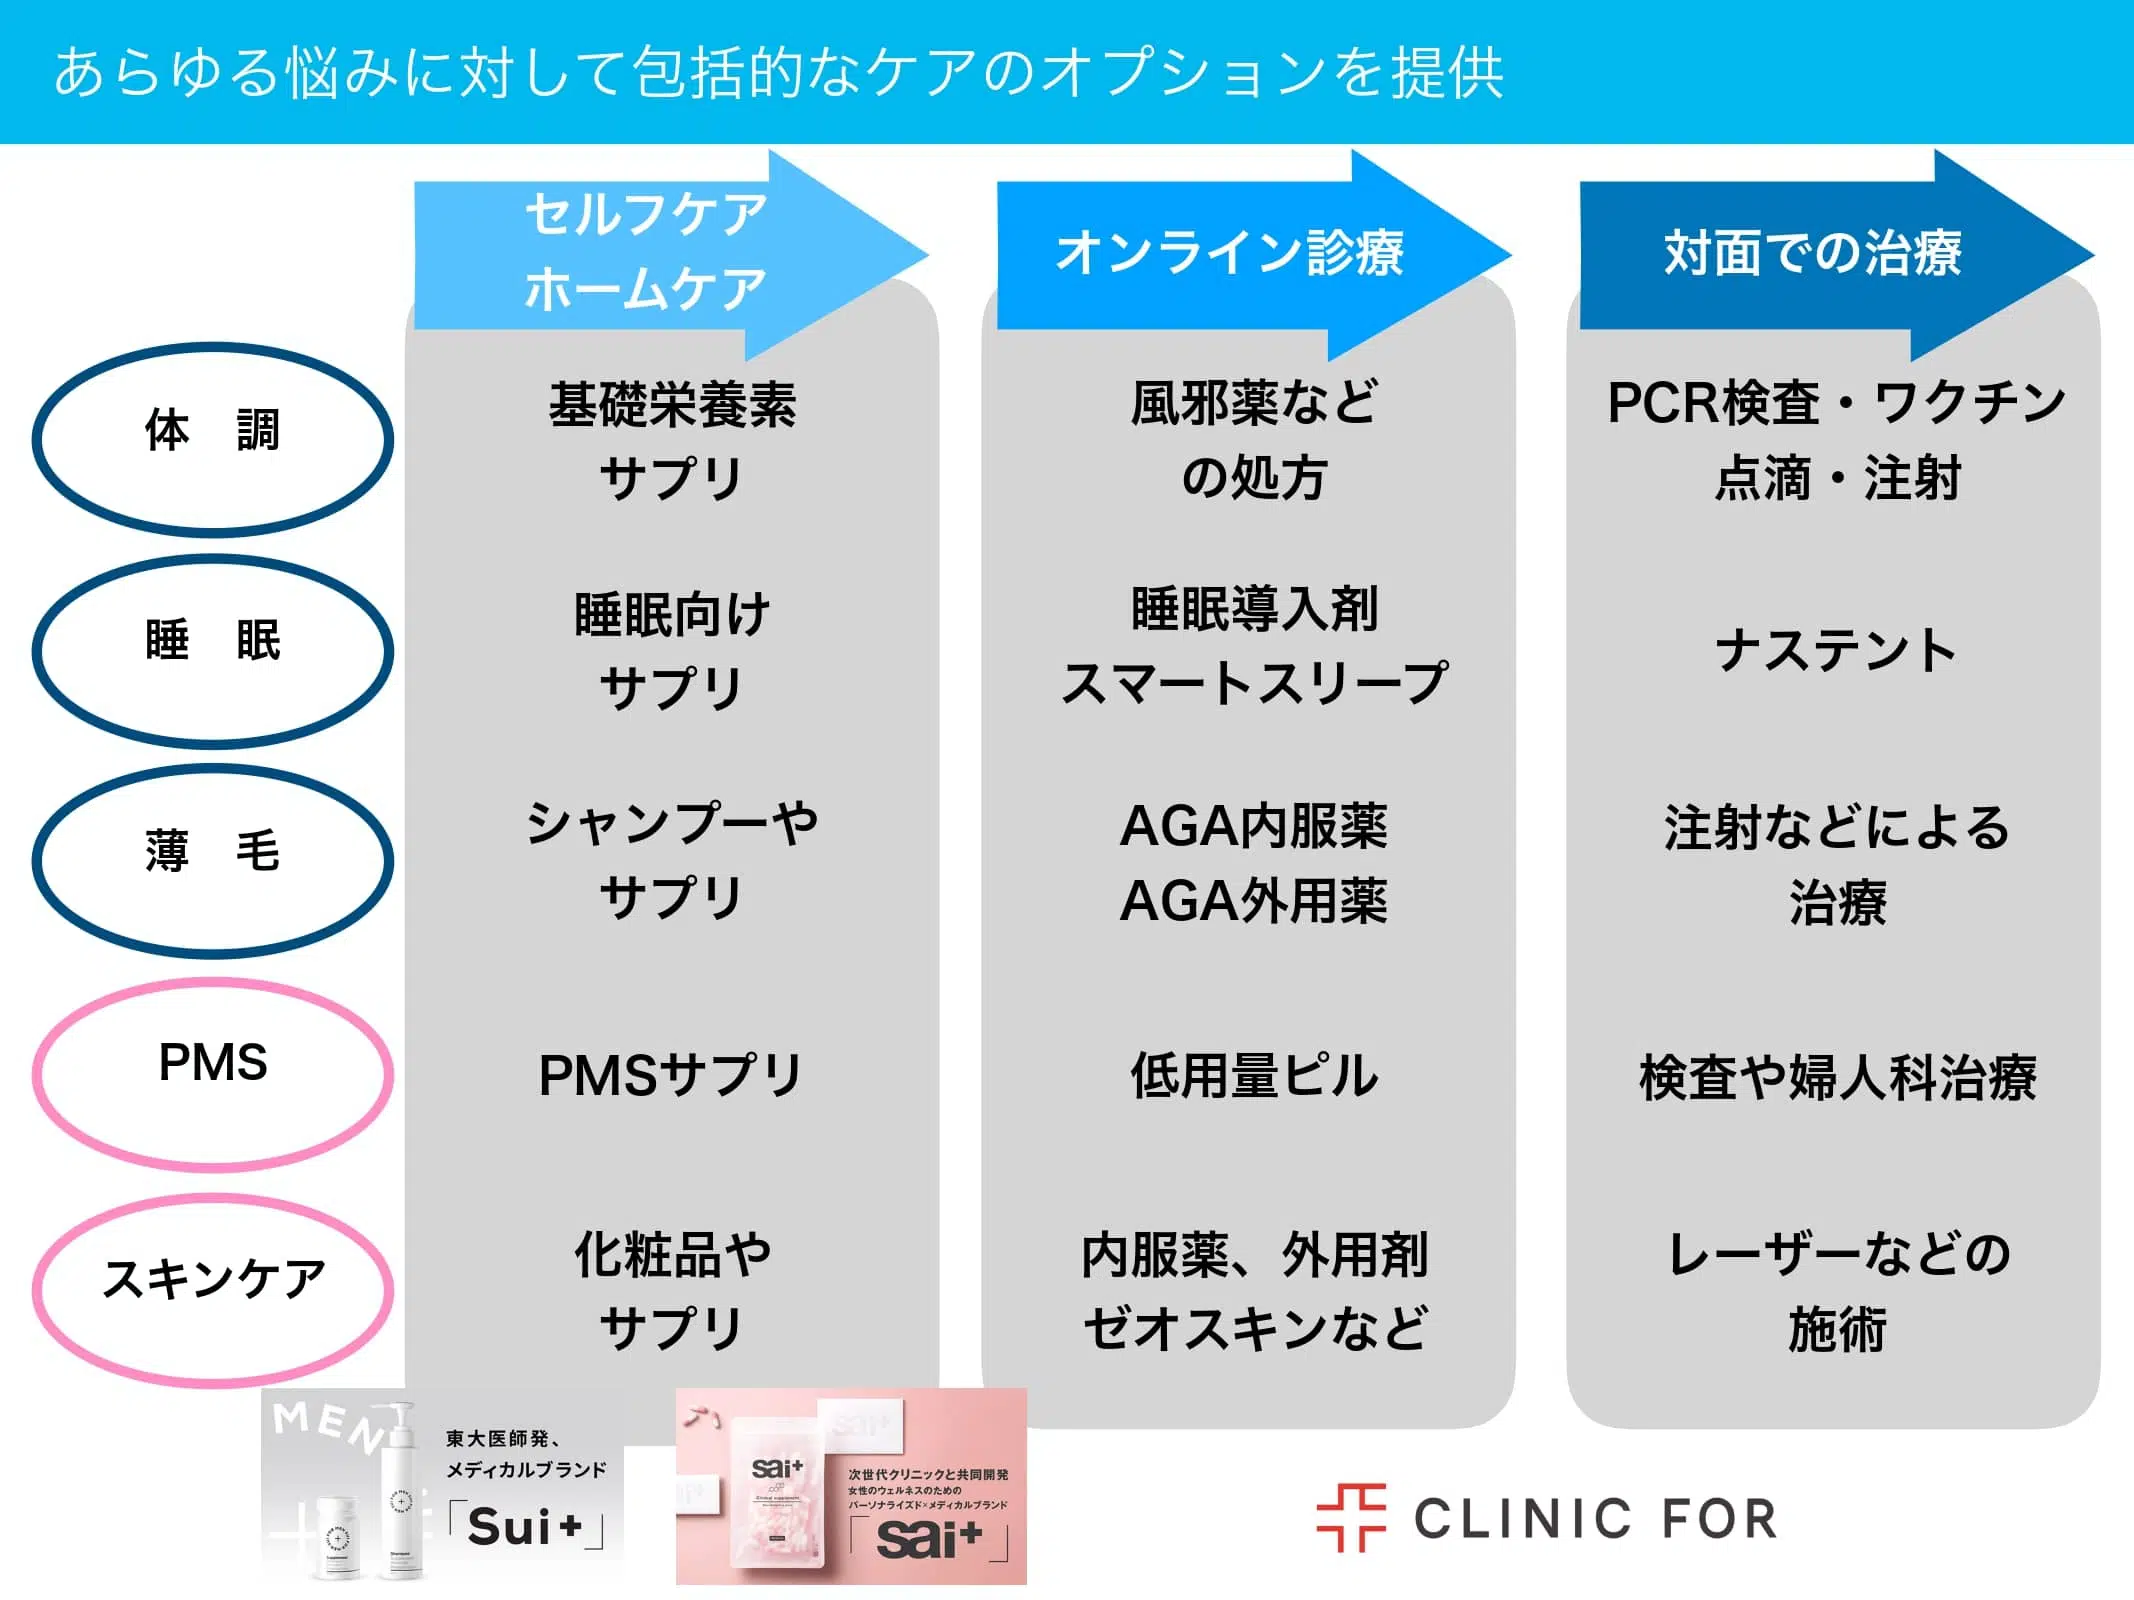 あらゆる悩みに対して包括的なケアのオプションを提供
セルフケア
ホームケア
オンライン診療
対面での治療
体　調
基礎栄養素
サプリ
風邪薬など
の処方
PCR検査・ワクチン
点滴・注射
睡　眠
睡眠向け
サプリ
睡眠導入剤
スマートスリープ
ナステント
薄　毛
シャンプーや
サプリ
AGA内服薬
AGA外用薬
注射などによる
治療
PMS
PMSサプリ
低用量ピル
検査や婦人科治療
スキンケア
化粧品や
サプリ
内服薬、外用剤
ゼオスキンなど
レーザーなどの
施術
MEN
東大医師発、
メディカルブランド
「Sui+」
sai+
sai+
次世代クリニックと共同開発
女性のウェルネスのための
パーソナライズド×メディカルブランド
「sai+」
CLINIC FOR